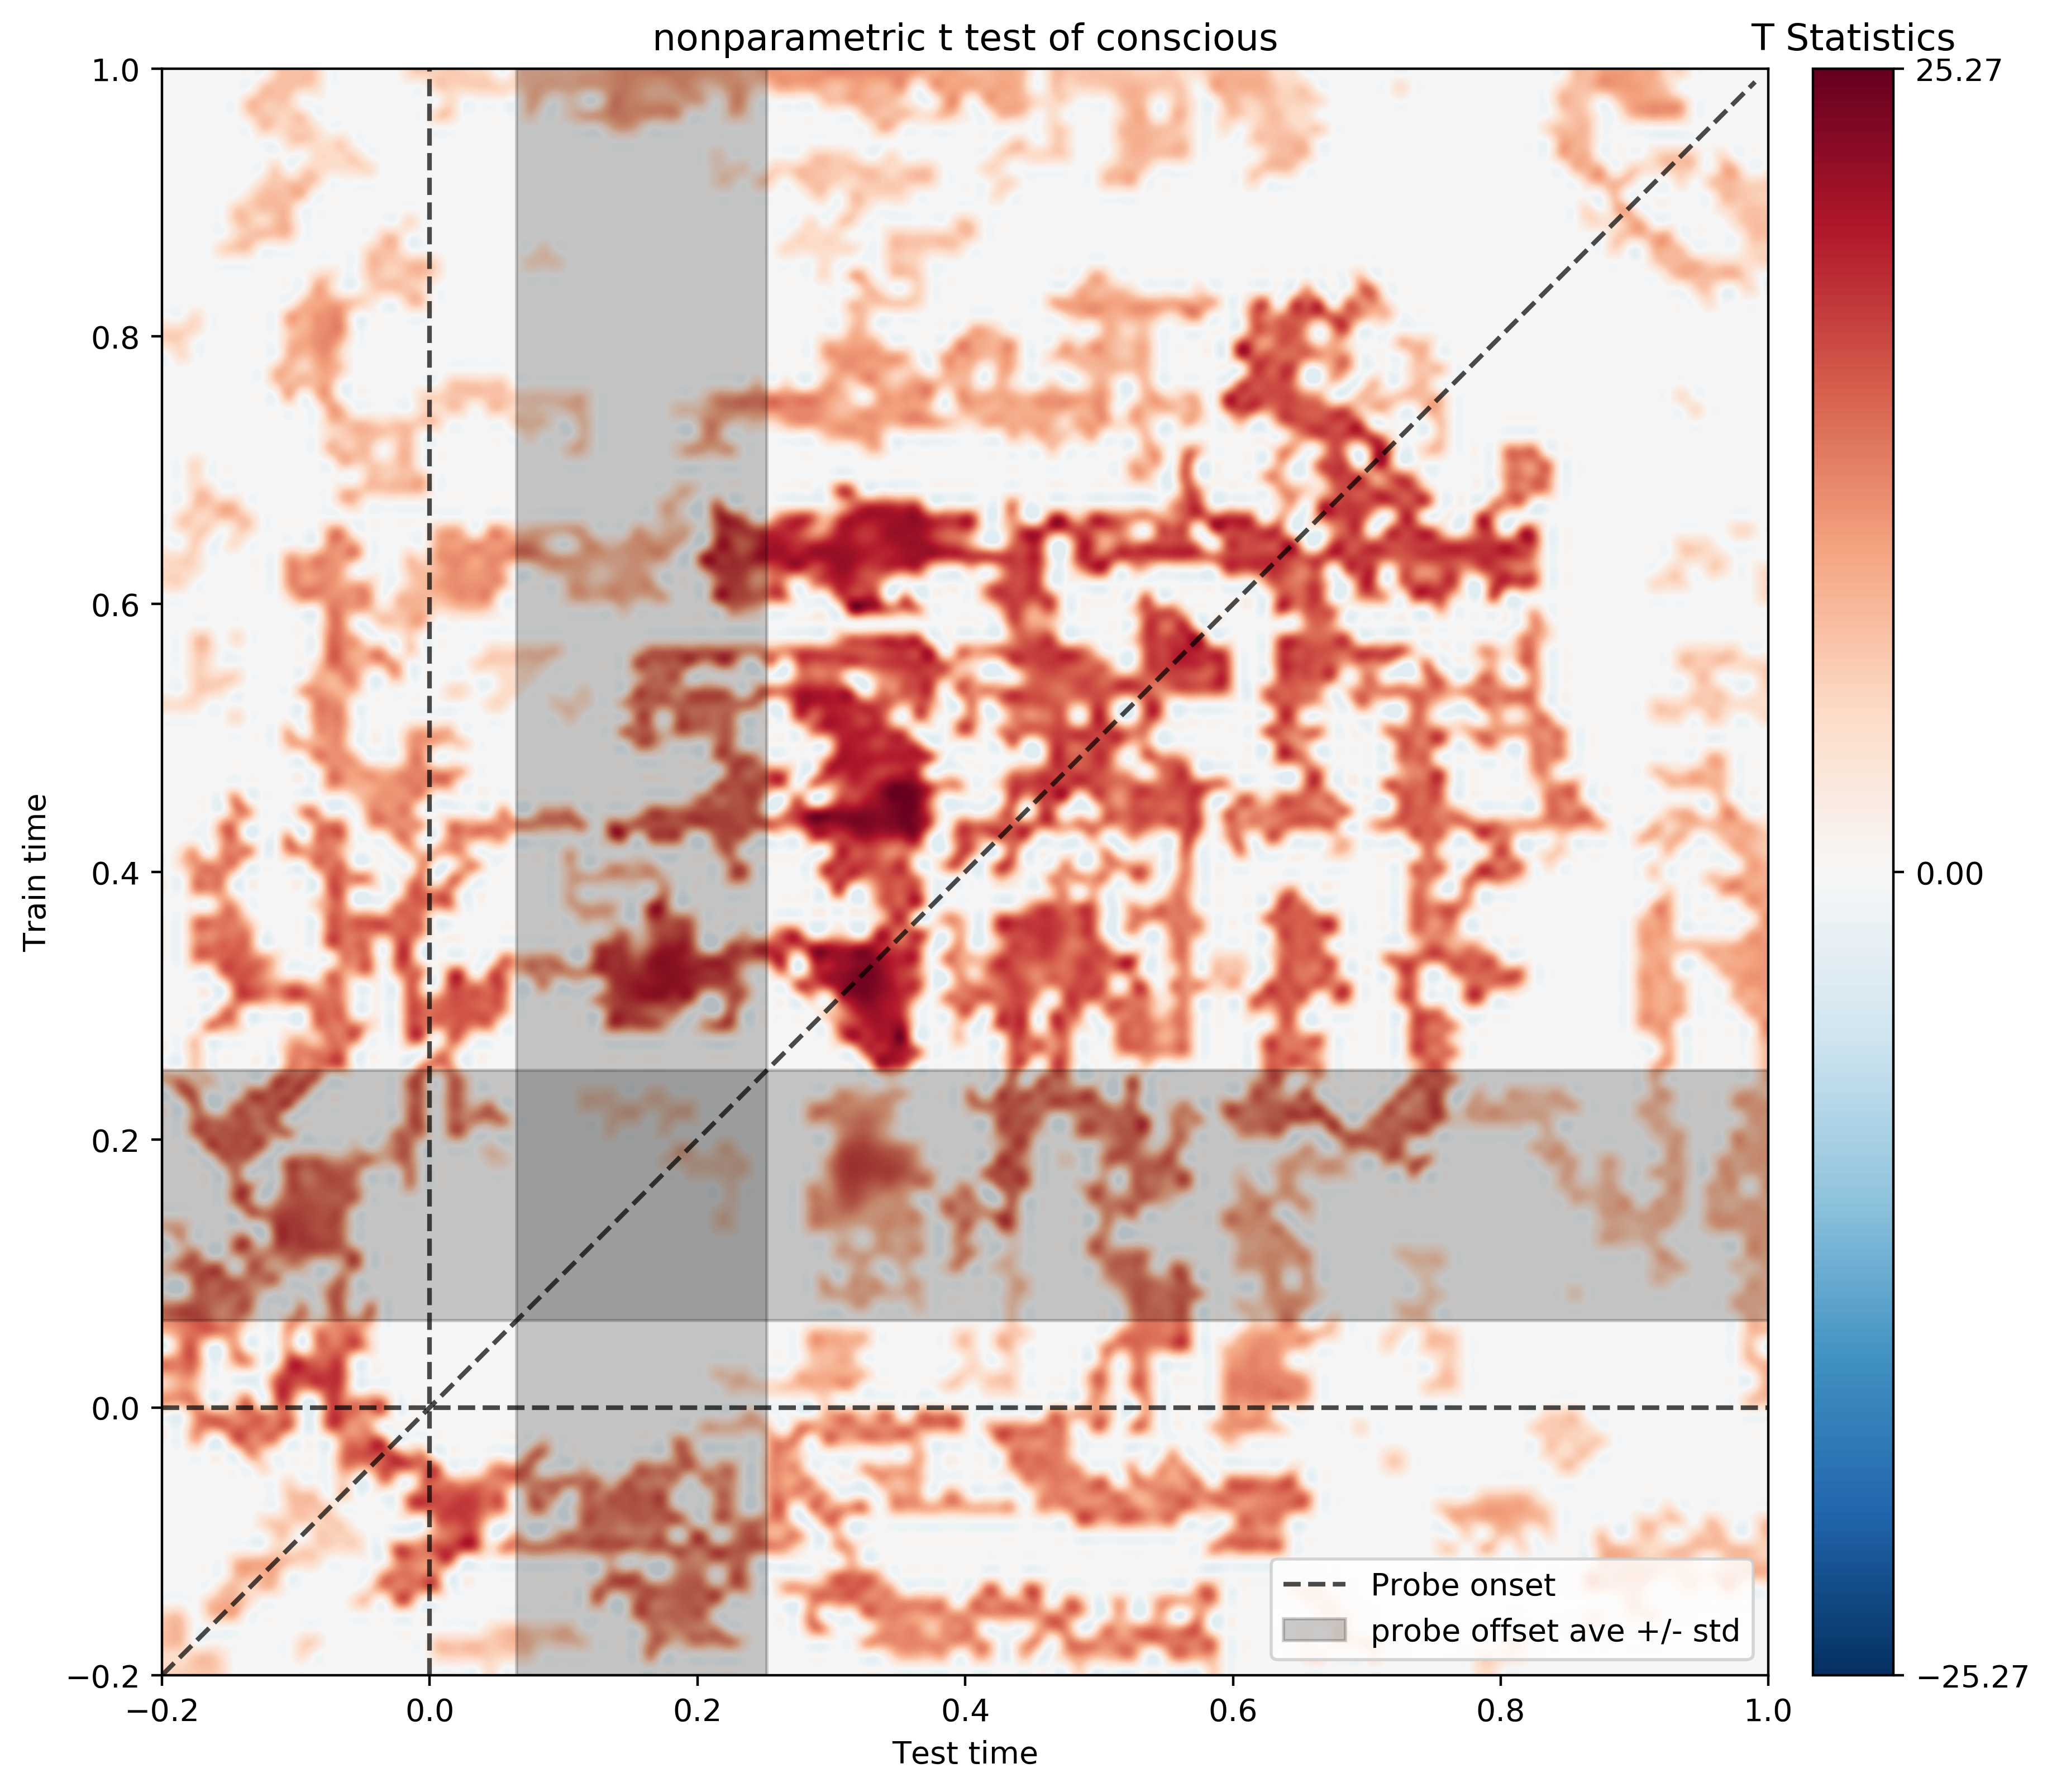 nonparametric t test of conscious
T Statistics
25.27
0.00
−25.27
1.0
0.8
0.6
0.4
0.2
0.0
−0.2
Train time
−0.2
0.0
0.2
0.4
0.6
0.8
1.0
Test time
Probe onset
probe offset ave +/- std